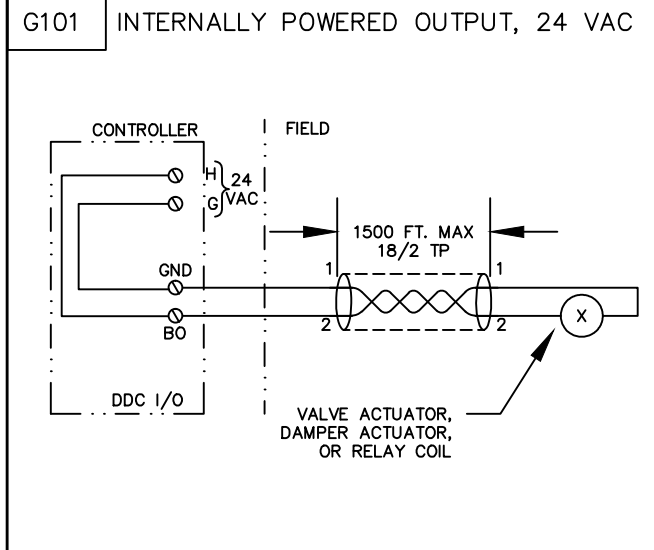 G101
INTERNALLY POWERED OUTPUT, 24 VAC
CONTROLLER
FIELD
H
24
G
VAC
1500 FT. MAX
18/2 TP
1
1
GND
2
2
BO
X
DDC I/O
VALVE ACTUATOR,
DAMPER ACTUATOR,
OR RELAY COIL